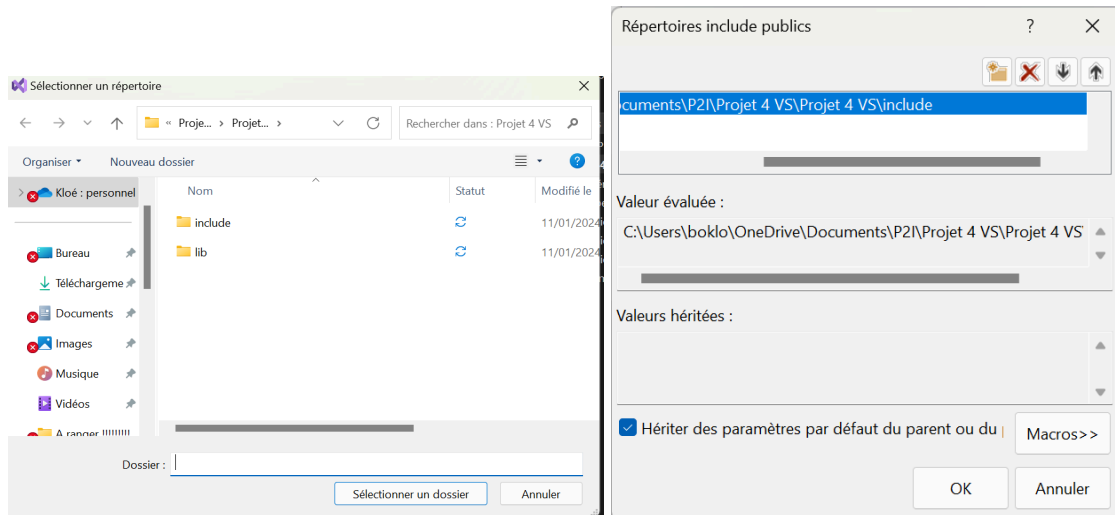 Sélectionner un répertoire
« Proje... > Projet... >
Rechercher dans : Projet 4 VS
Organiser
Nouveau dossier
Kloé : personnel
Nom
Statut
Modifié le
include
11/01/2024
lib
11/01/2024
Bureau
Téléchargeme
Documents
Images
Musique
Vidéos
A ranger !!!!!!!!!
Dossier :
Sélectionner un dossier
Annuler
Répertoires include publics
cuments\P2I\Projet 4 VS\Projet 4 VS\include
Valeur évaluée :
C:\Users\boklo\OneDrive\Documents\P2I\Projet 4 VS\Projet 4 VS
Valeurs héritées :
Hériter des paramètres par défaut du parent ou du
Macros>>
OK
Annuler